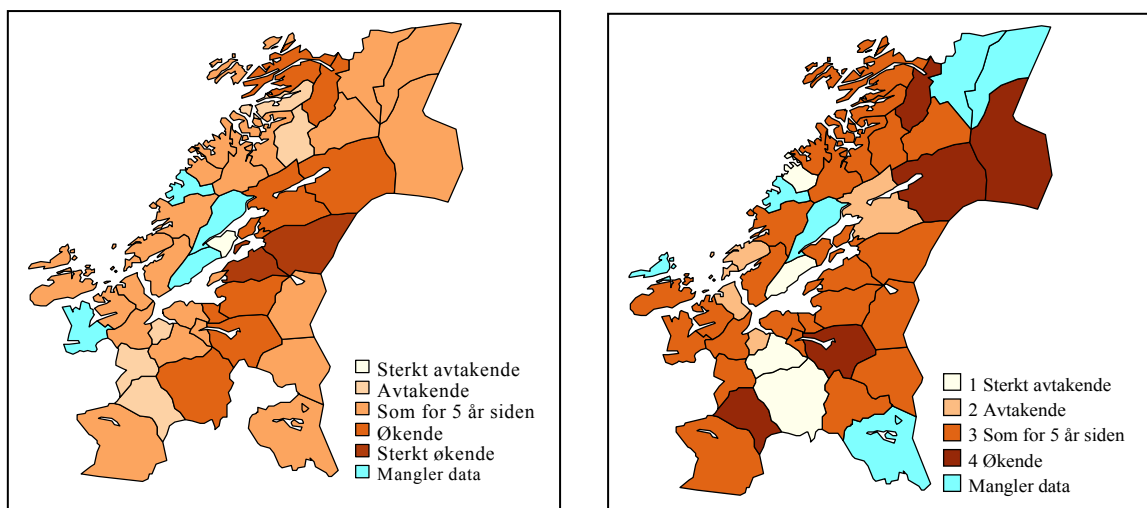 Sterkt avtakende
Avtakende
Som for 5 år siden
Økende
Sterkt økende
Mangler data
1 Sterkt avtakende
2 Avtakende
3 Som for 5 år siden
4 Økende
Mangler data